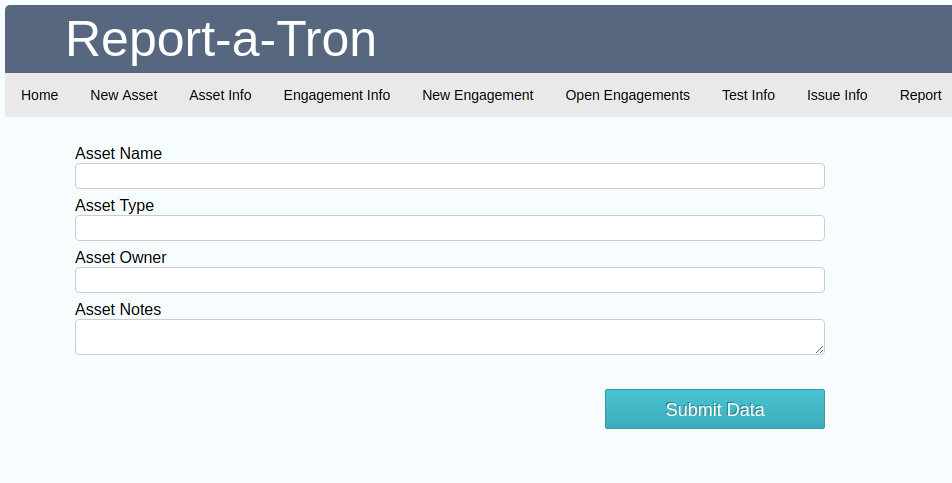 Report-a-Tron
Home New Asset Asset Info Engagement Info New Engagement Open Engagements Test Info Issue Info Report
Asset Name
Asset Type
Asset Owner
Asset Notes
Submit Data